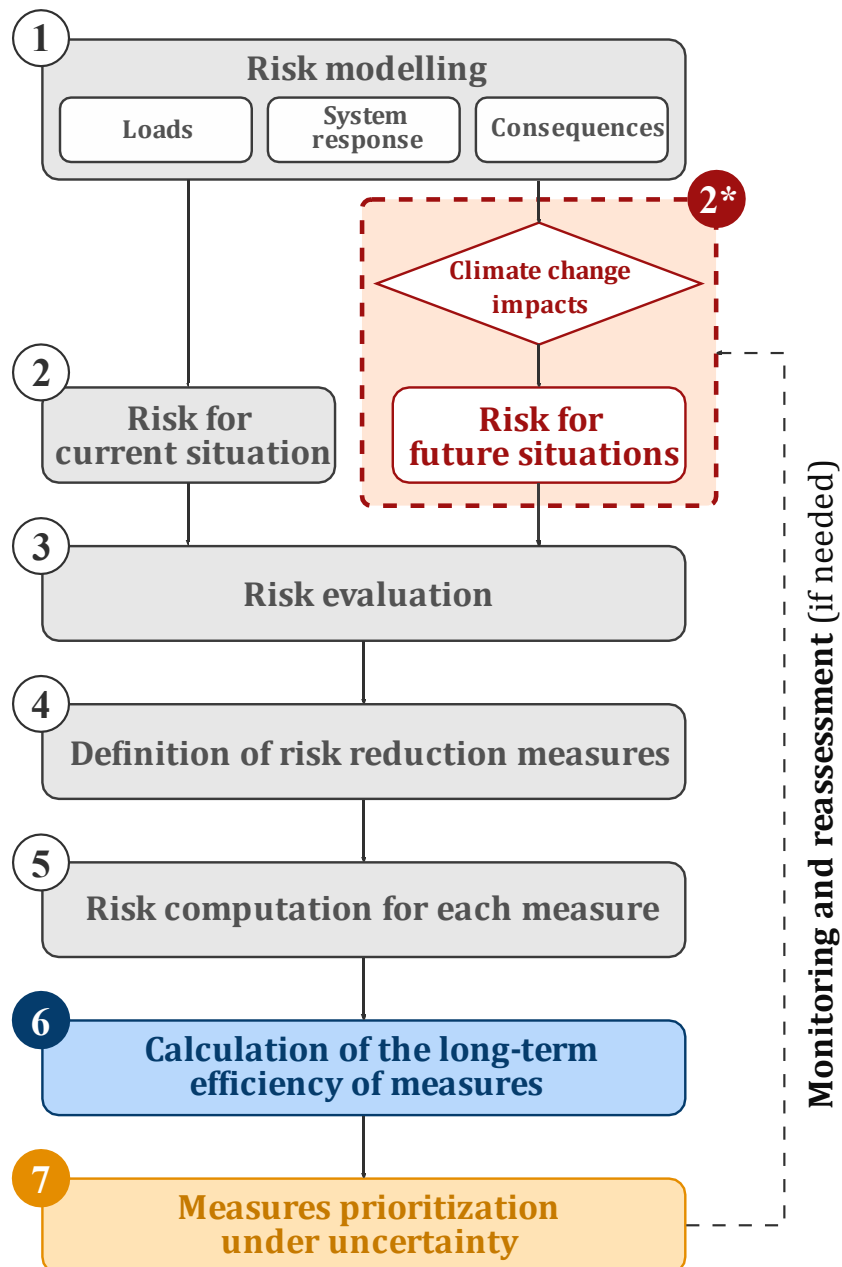 1
Risk modelling
Loads
System
response
Consequences
2*
Climate change
impacts
2
Risk for
current situation
Risk for
future situations
3
Risk evaluation
4
Definition of risk reduction measures
5
Risk computation for each measure
6
Calculation of the long-term
efficiency of measures
7
Measures prioritization
under uncertainty
Monitoring and reassessment (if needed)